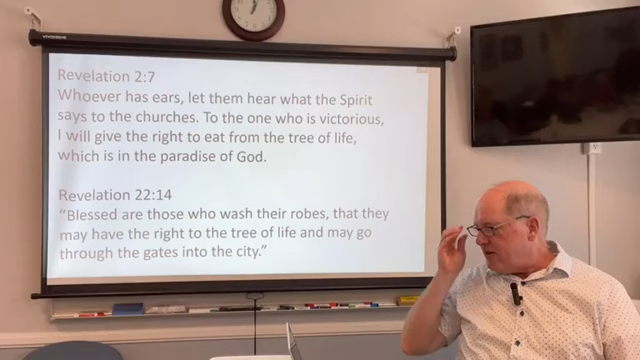 Revelation 2:7
Whoever has ears, let them hear what the Spirit
says to the churches. To the one who is victorious,
I will give the right to eat from the tree of life,
which is in the paradise of God.
Revelation 22:14
“Blessed are those who wash their robes, that they
may have the right to the tree of life and may go
through the gates into the city.”